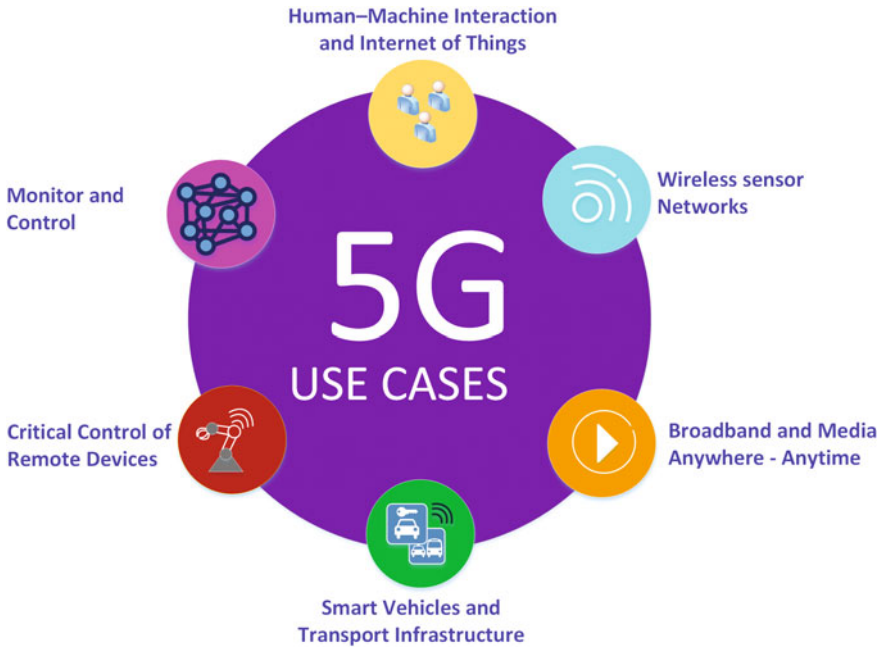 Human–Machine Interaction
and Internet of Things
Wireless sensor
Networks
Monitor and
Control
5G
USE CASES
Critical Control of
Remote Devices
Broadband and Media
Anywhere - Anytime
Smart Vehicles and
Transport Infrastructure